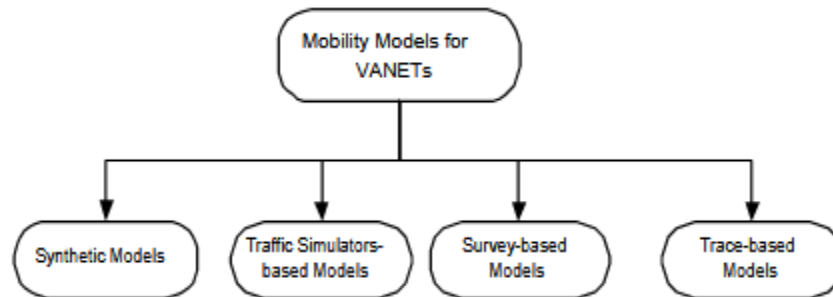 Mobility Models for
VANETs
Synthetic Models
Traffic Simulators-
based Models
Survey-based
Models
Trace-based
Models